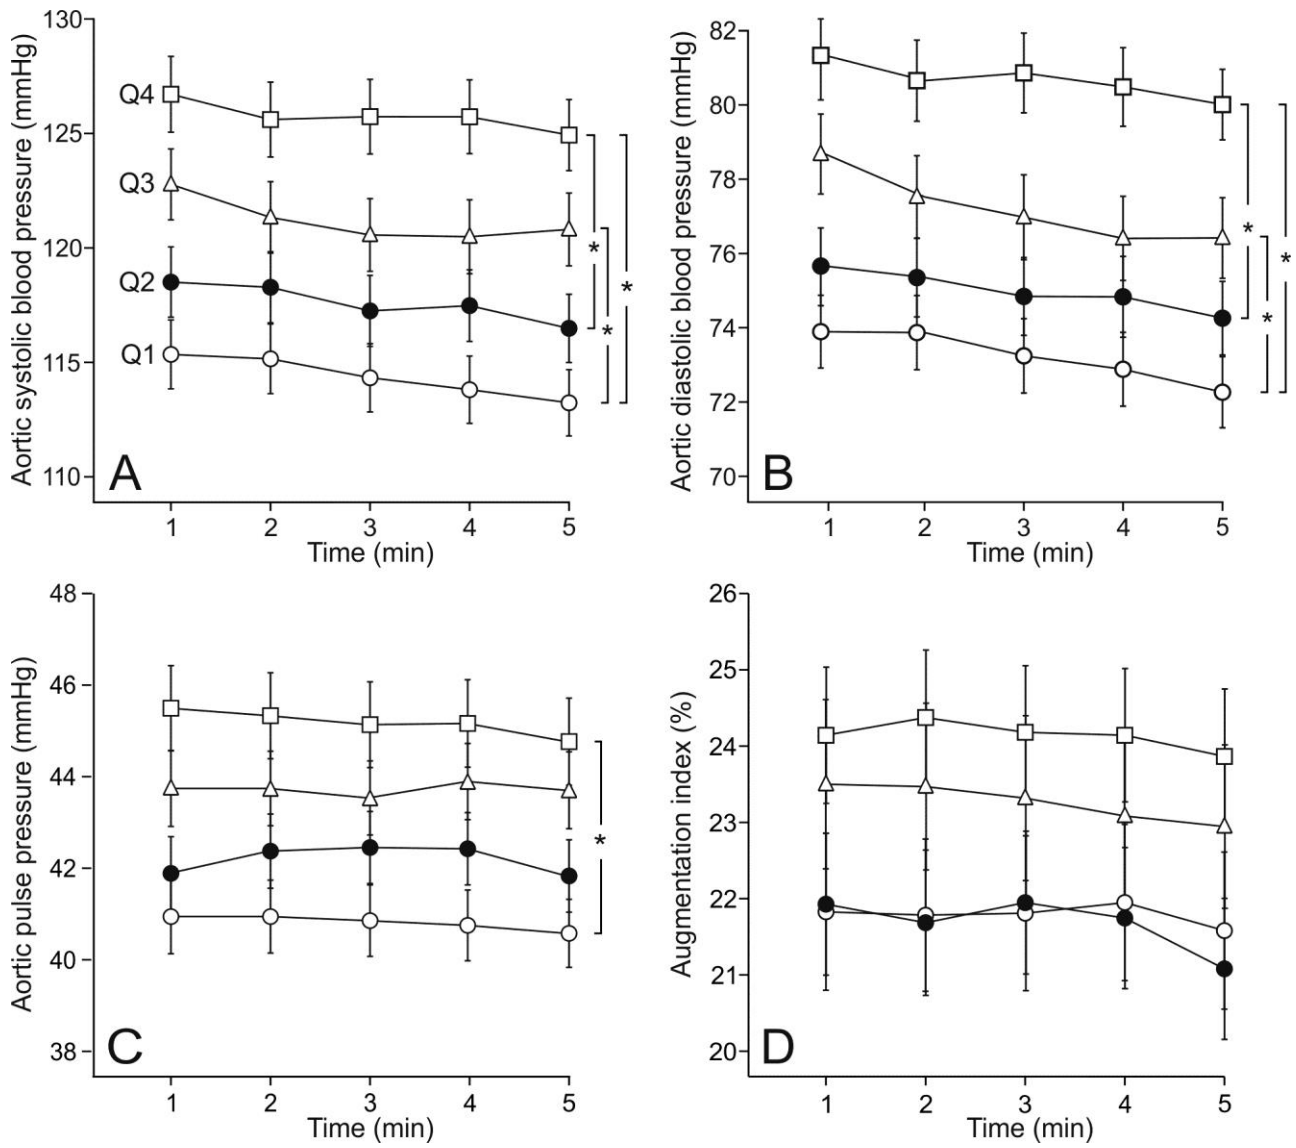 Aortic systolic blood pressure (mmHg)
130
125
120
115
110
Q4
Q3
Q2
Q1
*
*
*
A
1 2 3 4 5
Time (min)
Aortic diastolic blood pressure (mmHg)
82
80
78
76
74
72
70
*
*
*
B
1 2 3 4 5
Time (min)
Aortic pulse pressure (mmHg)
48
46
44
42
40
38
*
C
1 2 3 4 5
Time (min)
Augmentation index (%)
26
25
24
23
22
21
20
D
1 2 3 4 5
Time (min)